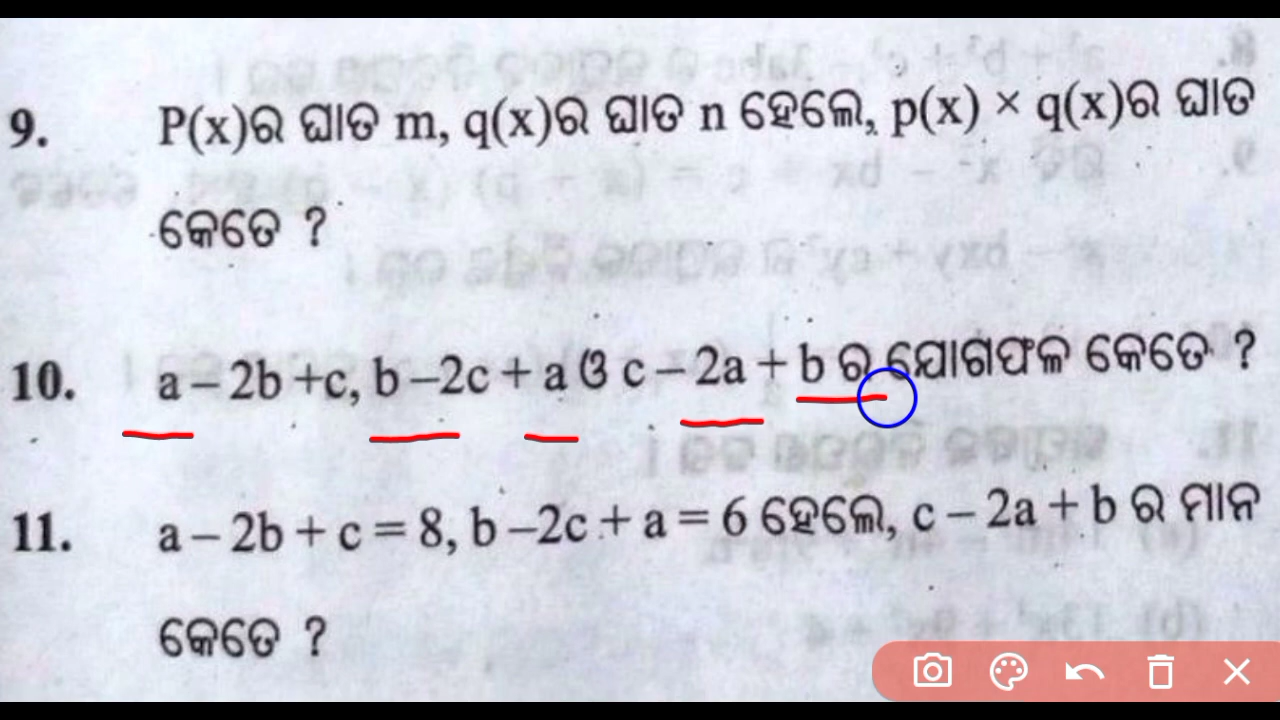 9. P(x)ର ଘାତ m, q(x)ର ଘାତ n ହେଲେ, p(x) × q(x)ର ଘାତ
କେତେ ?
10. a – 2b +c, b –2c + a ଓ c – 2a + b ର ଯୋଗଫଳ କେତେ ?
11. a – 2b + c = 8, b –2c + a = 6 ହେଲେ, c – 2a + b ର ମାନ
କେତେ ?